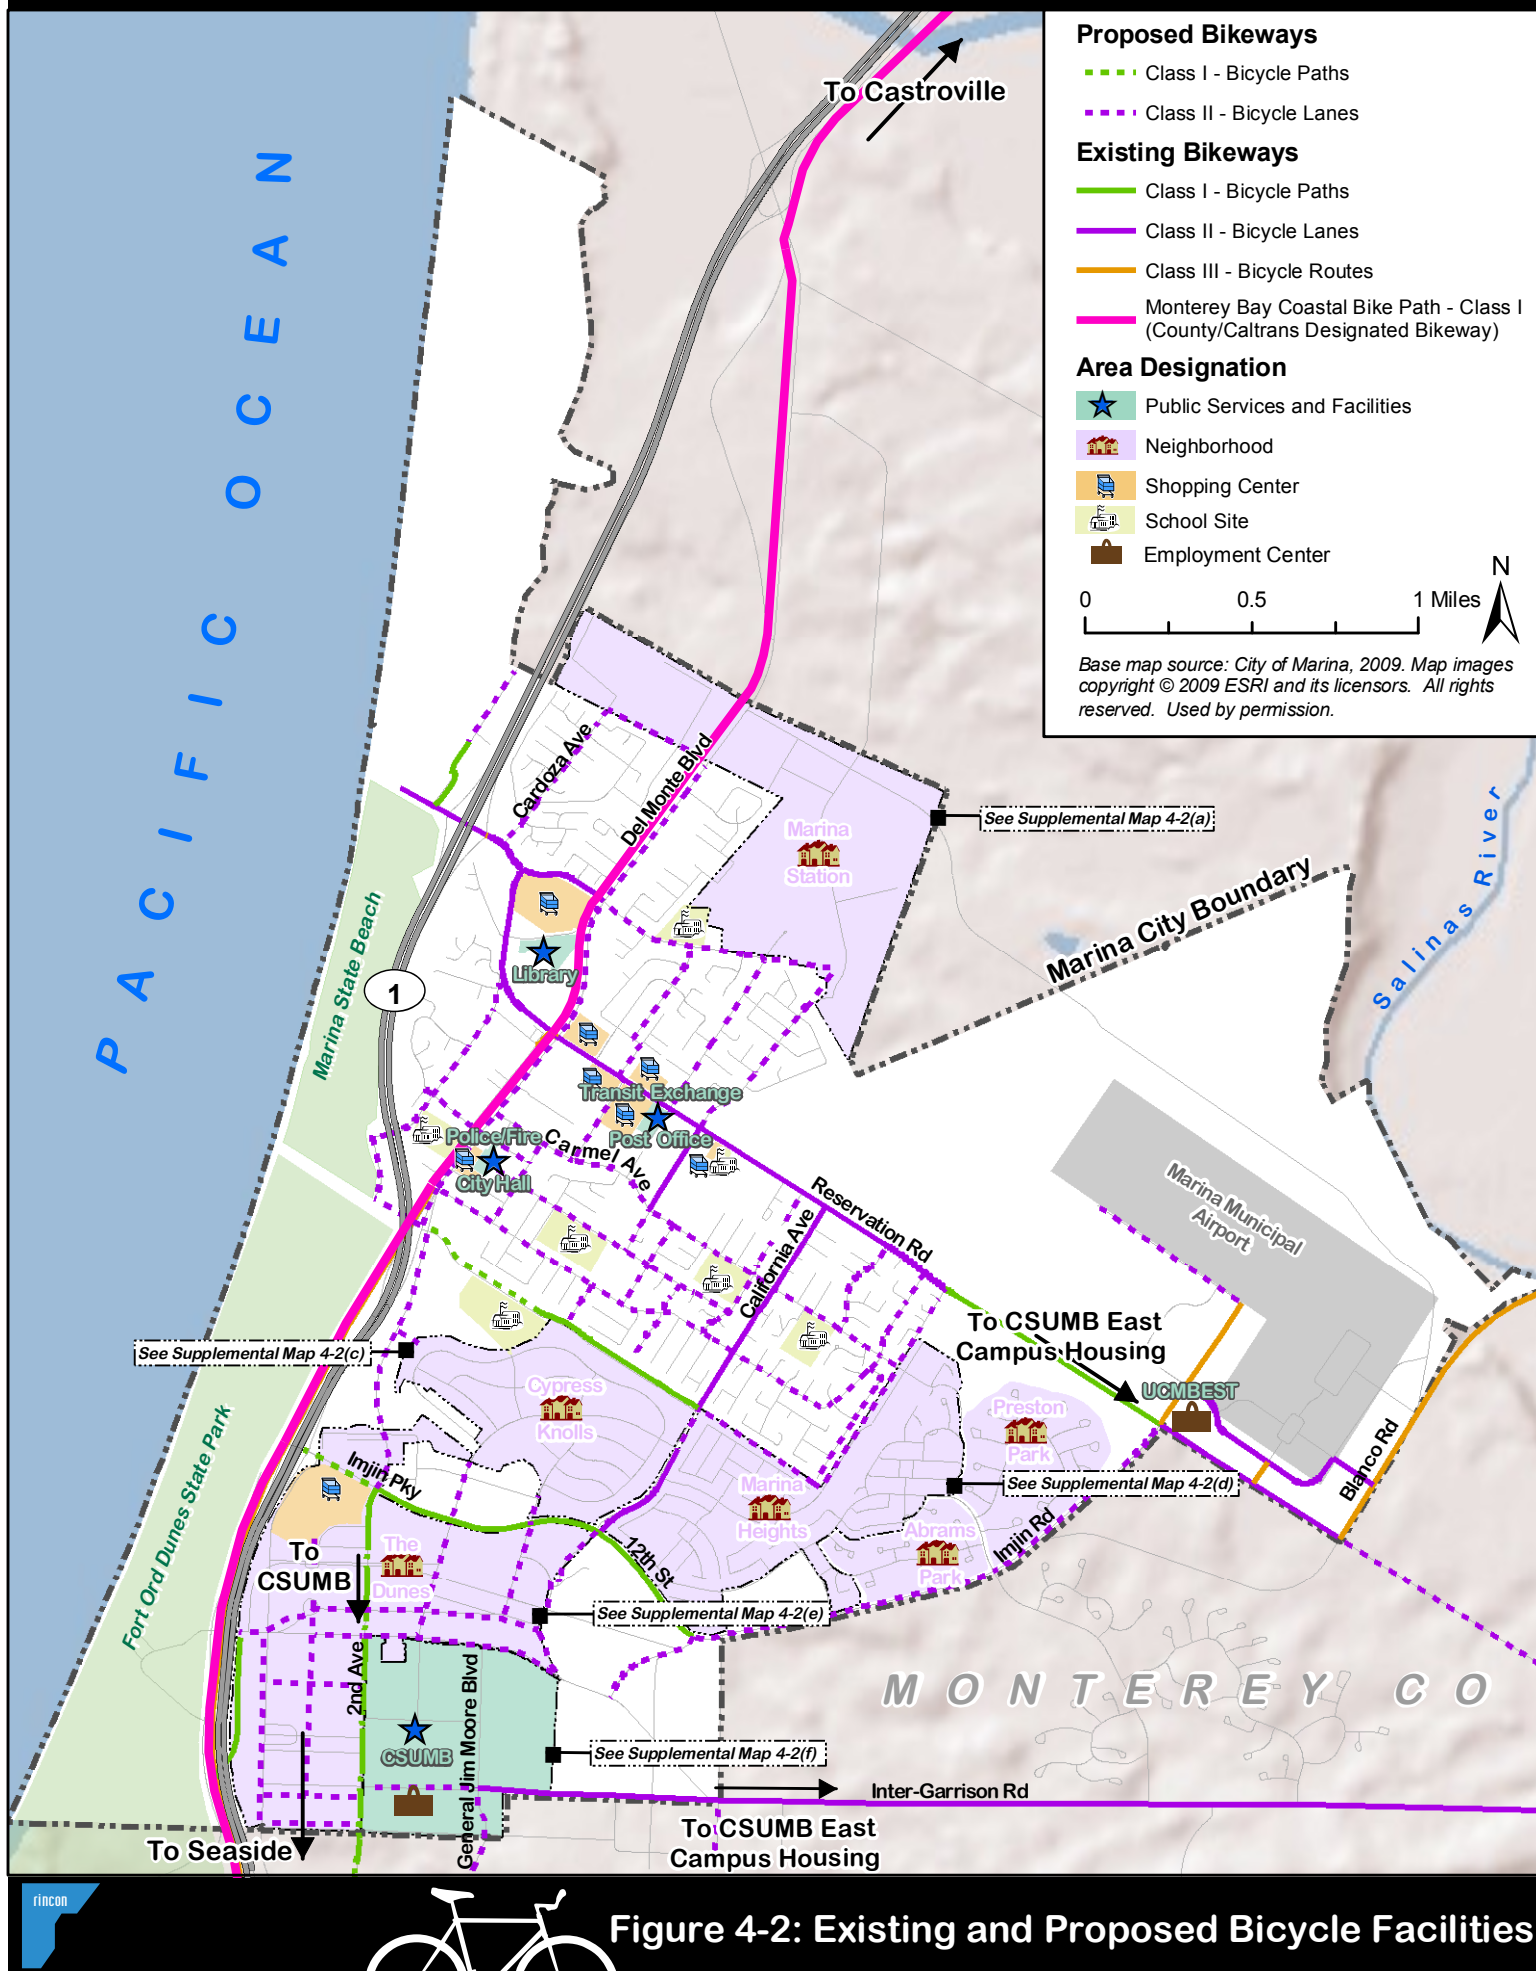 Proposed Bikeways
Class I - Bicycle Paths
Class II - Bicycle Lanes
Existing Bikeways
Class I - Bicycle Paths
Class II - Bicycle Lanes
Class III - Bicycle Routes
Monterey Bay Coastal Bike Path - Class I
(County/Caltrans Designated Bikeway)
Area Designation
Public Services and Facilities
Neighborhood
Shopping Center
School Site
Employment Center
N
0 0.5 1 Miles
Base map source: City of Marina, 2009. Map images
copyright © 2009 ESRI and its licensors. All rights
reserved. Used by permission.
To Castroville
PACIFIC OCEAN
Cardoza Ave
Del Monte Blvd
Marina
Station
See Supplemental Map 4-2(a)
Marina City Boundary
Salinas River
Marina State Beach
1
Library
Transit Exchange
Post Office
Police/Fire
City Hall
Carmel Ave
Reservation Rd
California Ave
Marina Municipal
Airport
To CSUMB East
Campus Housing
UCMBEST
Blanco Rd
See Supplemental Map 4-2(c)
Cypress
Knolls
Preston
Park
See Supplemental Map 4-2(d)
Fort Ord Dunes State Park
Imjin Pky
Marina
Heights
Abrams
Park
Imjin Rd
12th St
To
CSUMB
The
Dunes
See Supplemental Map 4-2(e)
2nd Ave
General Jim Moore Blvd
MONTEREY CO
CSUMB
See Supplemental Map 4-2(f)
Inter-Garrison Rd
To Seaside
To CSUMB East
Campus Housing
rincon
Figure 4-2: Existing and Proposed Bicycle Facilities